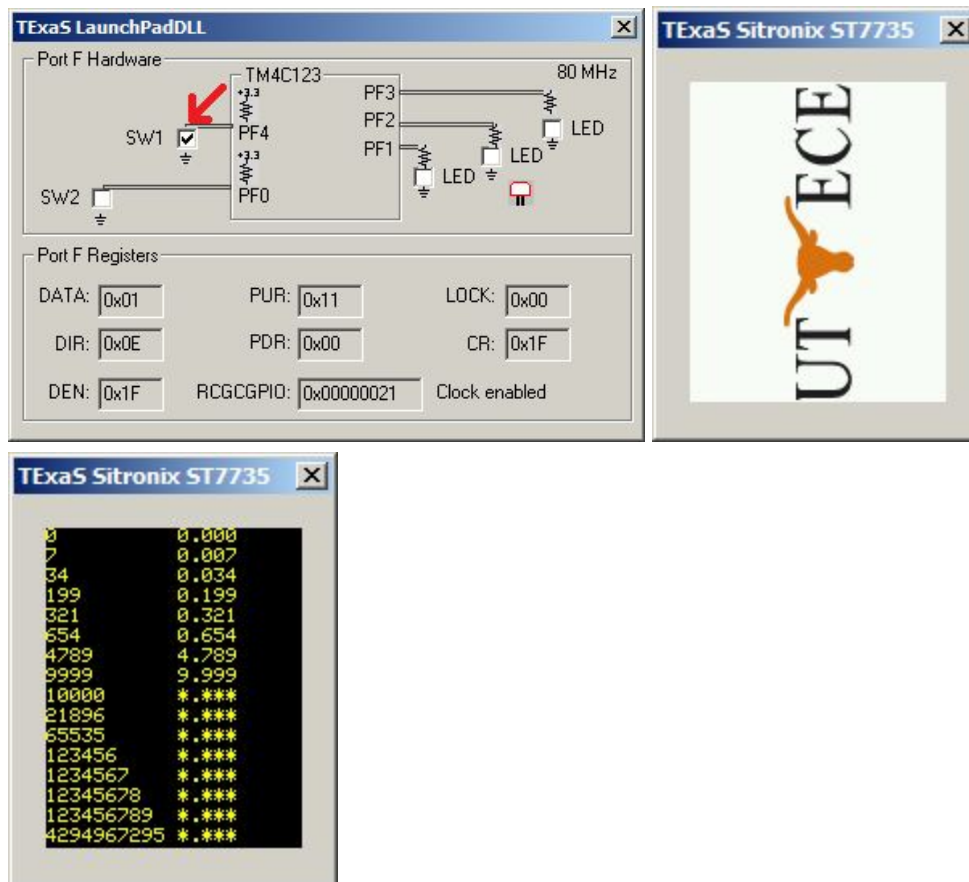 TExaS LaunchPadDLL
Port F Hardware
TM4C123
80 MHz
+3.3
PF3
PF2
LED
SW1
PF4
PF1
LED
+3.3
LED
SW2
PF0
Port F Registers
DATA: 0x01 PUR: 0x11 LOCK: 0x00
DIR: 0x0E PDR: 0x00 CR: 0x1F
DEN: 0x1F RCGCGPIO: 0x00000021 Clock enabled
TExaS Sitronix ST7735
UT ECE
TExaS Sitronix ST7735
0 0.000
7 0.007
34 0.034
199 0.199
321 0.321
654 0.654
4789 4.789
9999 9.999
10000 *.***
21896 *.***
65535 *.***
123456 *.***
1234567 *.***
12345678 *.***
123456789 *.***
4294967295 *.***